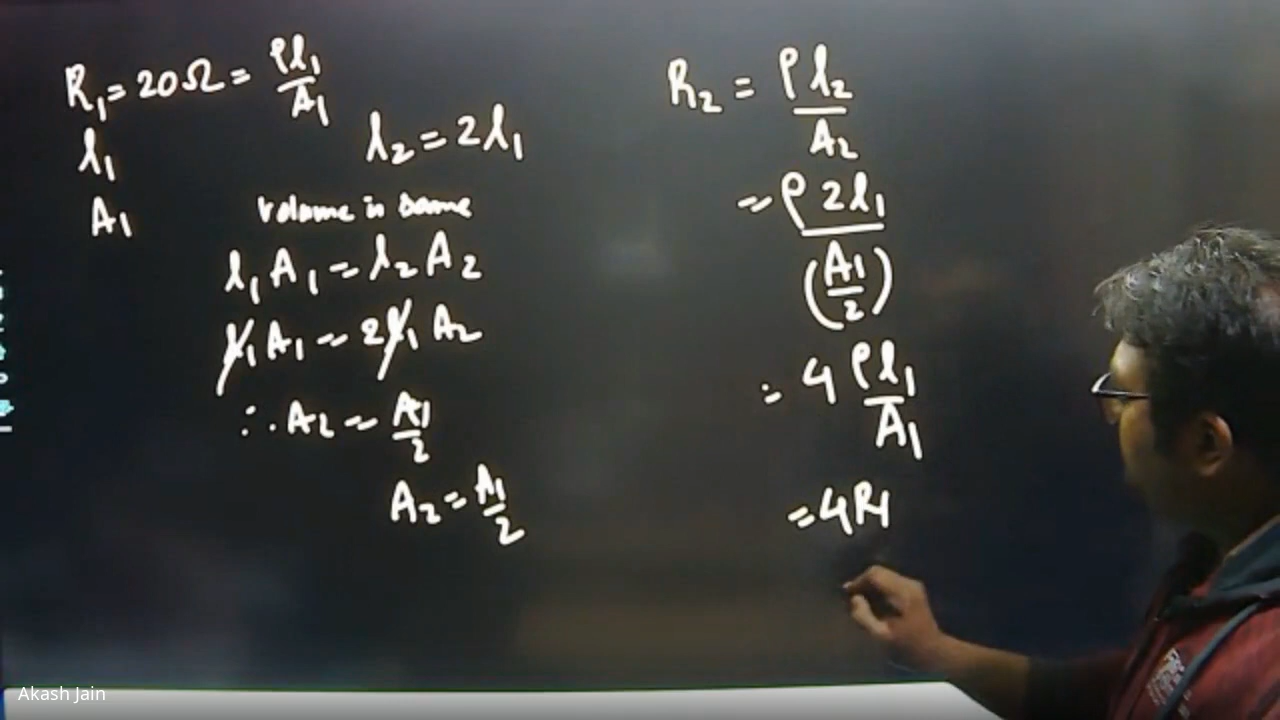 R₁ = 20Ω = ρl₁/A₁
l₁
A₁
l₂ = 2l₁
volume is same
l₁A₁ = l₂A₂
l₁A₁ = 2l₁A₂
∴ A₂ = A₁/2
A₂ = A₁/2
R₂ = ρl₂/A₂
= ρ2l₁/(A₁/2)
= 4 ρl₁/A₁
= 4R₁
Akash Jain